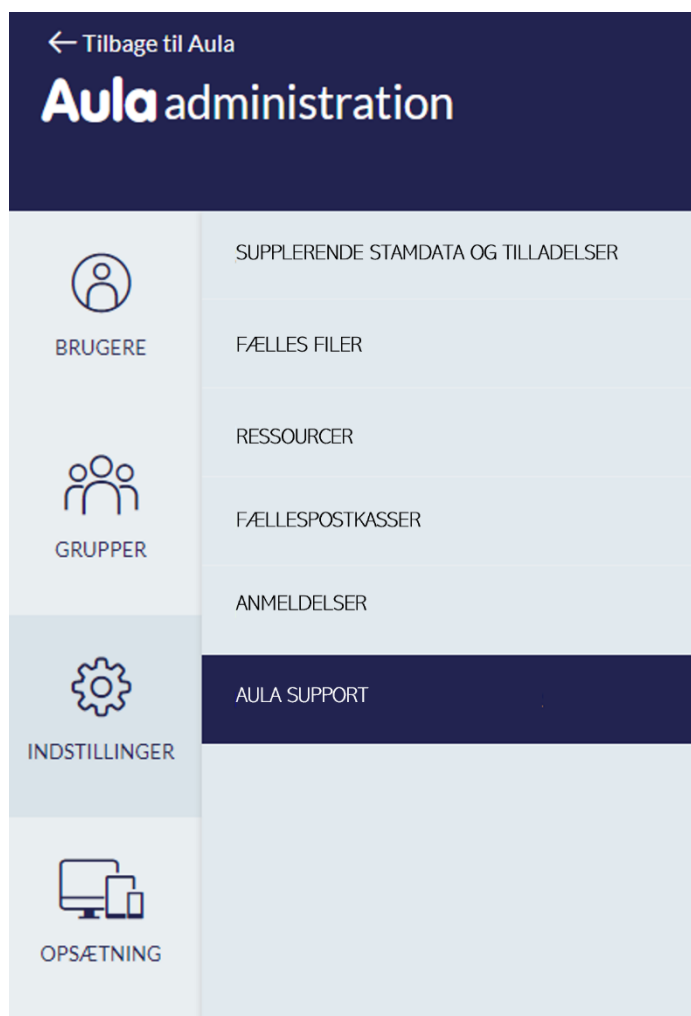 ← Tilbage til Aula
Aula administration
BRUGERE
GRUPPER
INDSTILLINGER
OPSÆTNING
SUPPLERENDE STAMDATA OG TILLADELSER
FÆLLES FILER
RESSOURCER
FÆLLESPOSTKASSER
ANMELDELSER
AULA SUPPORT